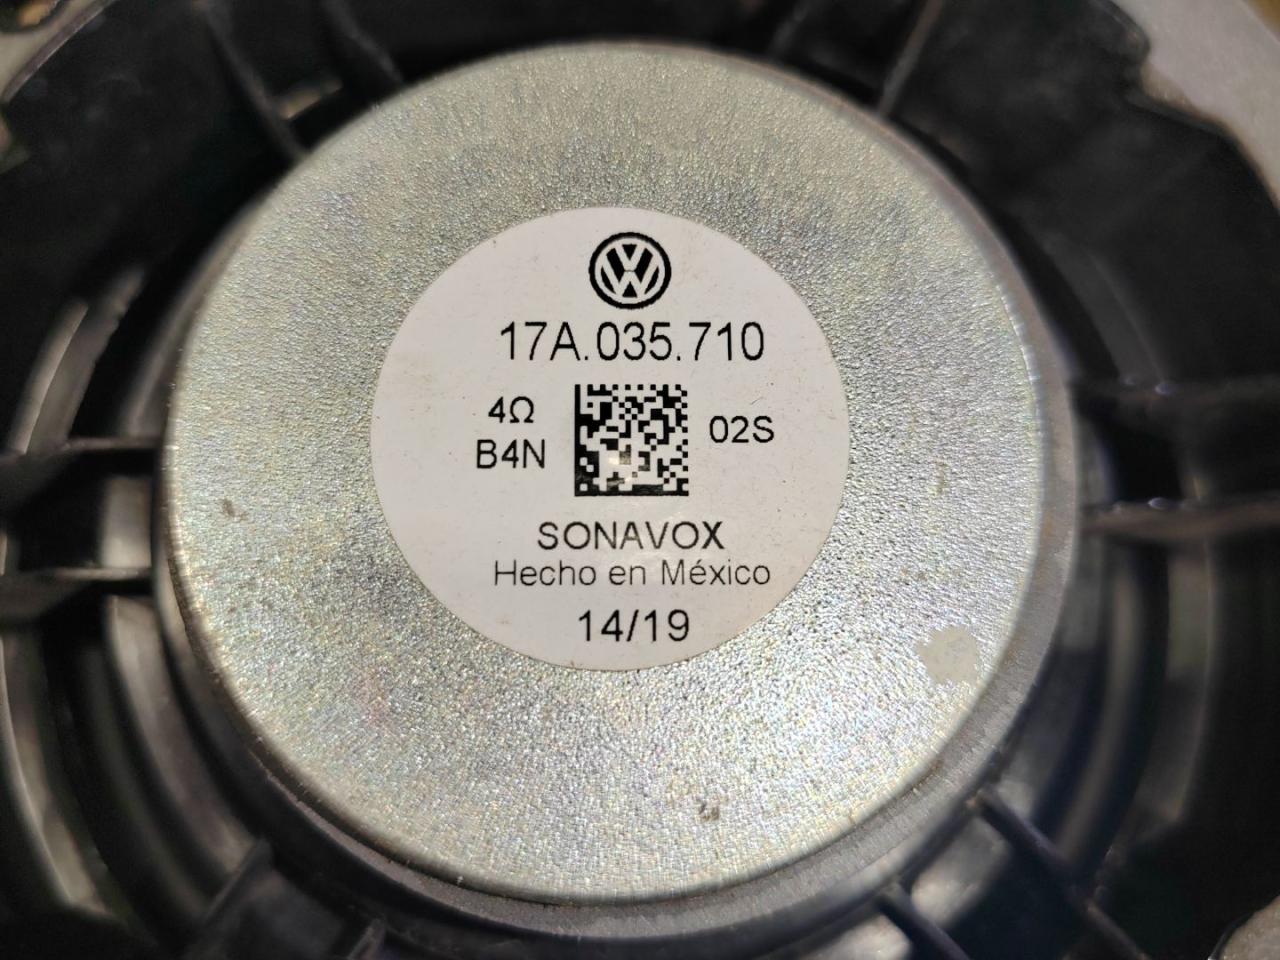 17A.035.710
4Ω
B4N
02S
SONAVOX
Hecho en México
14/19